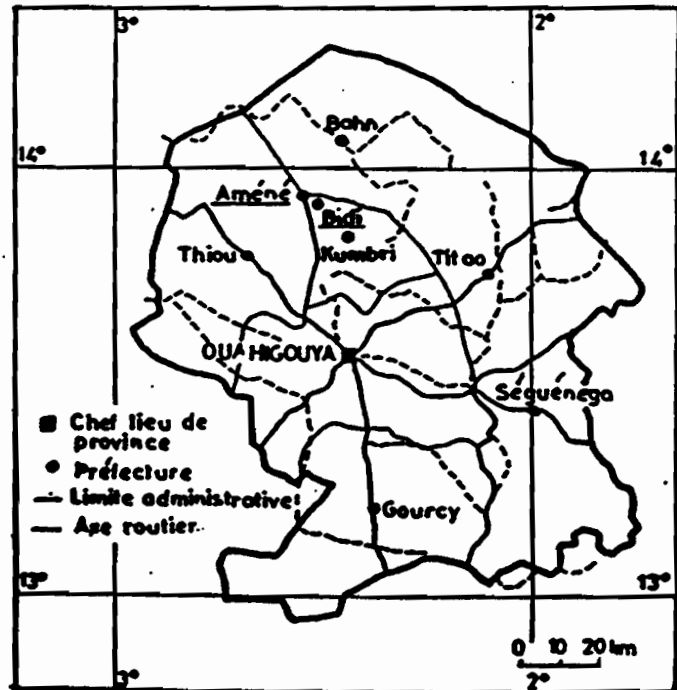 3° 2°
14° 14°
Bahn
Améne
Bidi
Kumbri
Thiou
Titao
OUAHIGOUYA
Séguénéga
Chef lieu de
province
Préfecture
Limite administrative
Axe routier
Gourcy
13° 13°
0 10 20 km
3° 2°